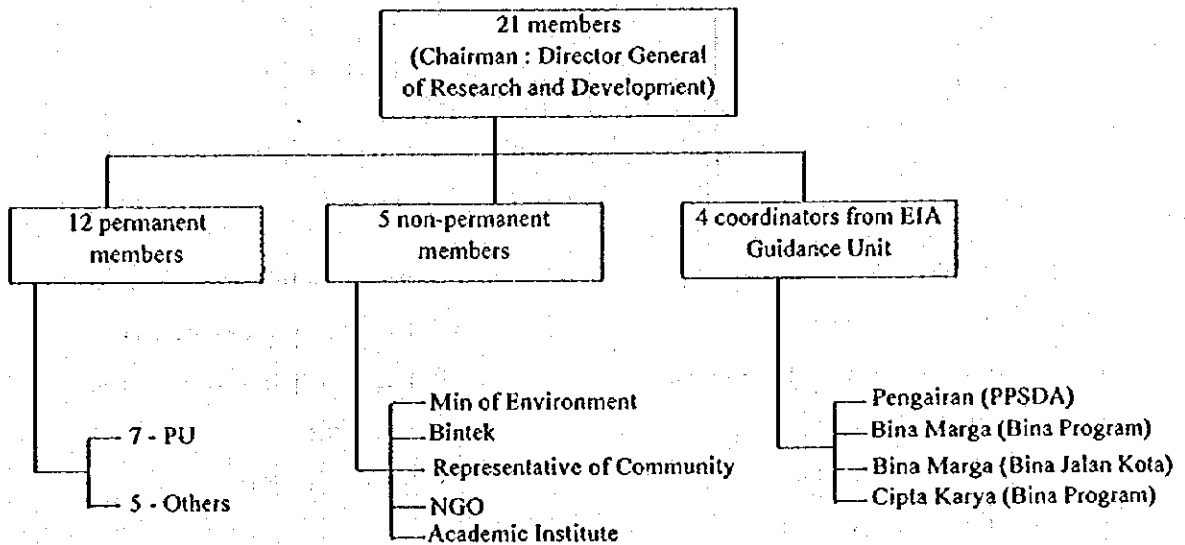 21 members
(Chairman : Director General
of Research and Development)
12 permanent
members
5 non-permanent
members
4 coordinators from EIA
Guidance Unit
7 - PU
5 - Others
Min of Environment
Bintek
Representative of Community
NGO
Academic Institute
Pengairan (PPSDA)
Bina Marga (Bina Program)
Bina Marga (Bina Jalan Kota)
Cipta Karya (Bina Program)